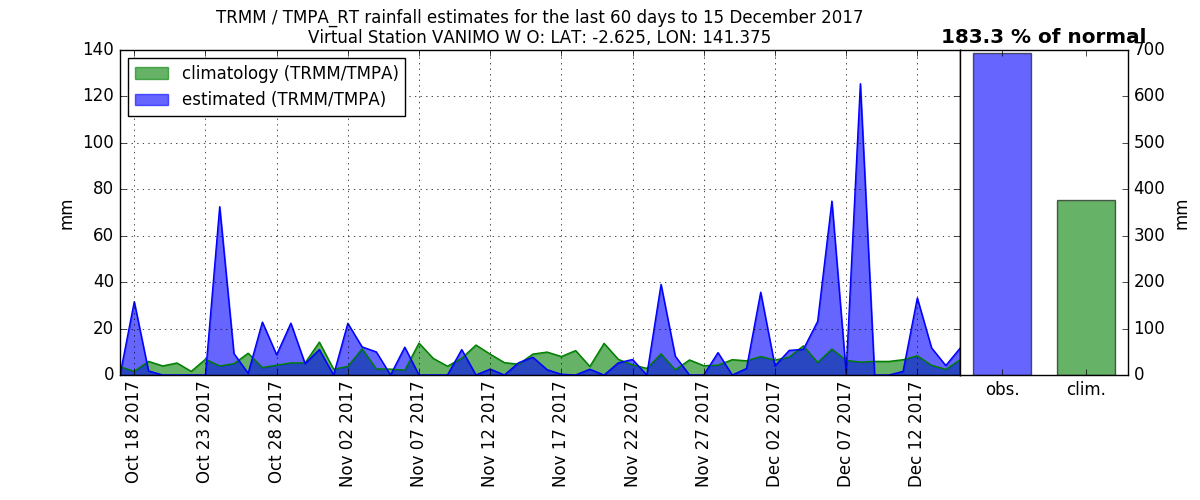 TRMM / TMPA_RT rainfall estimates for the last 60 days to 15 December 2017
Virtual Station VANIMO W O: LAT: -2.625, LON: 141.375
183.3 % of normal
climatology (TRMM/TMPA)
estimated (TRMM/TMPA)
140
120
100
80
60
40
20
0
mm
700
600
500
400
300
200
100
0
mm
Oct 18 2017
Oct 23 2017
Oct 28 2017
Nov 02 2017
Nov 07 2017
Nov 12 2017
Nov 17 2017
Nov 22 2017
Nov 27 2017
Dec 02 2017
Dec 07 2017
Dec 12 2017
obs.
clim.